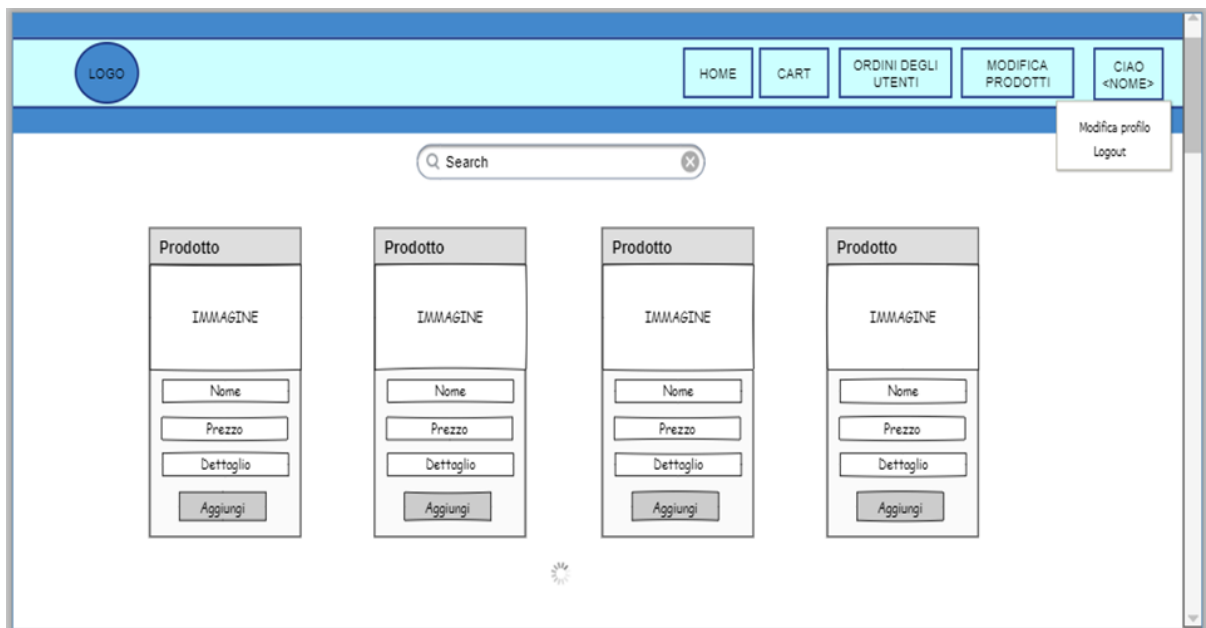 LOGO
HOME
CART
ORDINI DEGLI
UTENTI
MODIFICA
PRODOTTI
CIAO
<NOME>
Modifica profilo
Logout
Search
Prodotto
Prodotto
Prodotto
Prodotto
IMMAGINE
IMMAGINE
IMMAGINE
IMMAGINE
Nome
Nome
Nome
Nome
Prezzo
Prezzo
Prezzo
Prezzo
Dettaglio
Dettaglio
Dettaglio
Dettaglio
Aggiungi
Aggiungi
Aggiungi
Aggiungi